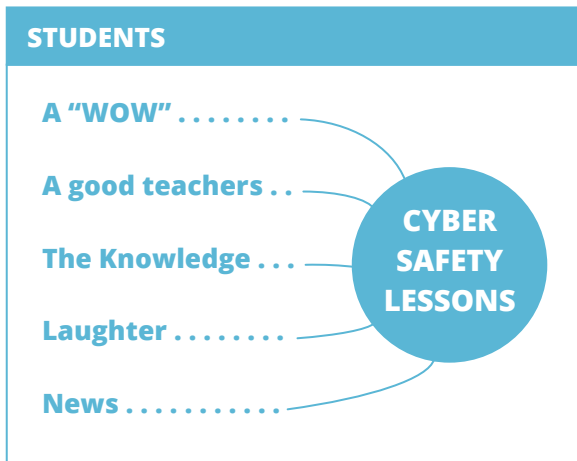 STUDENTS
A “WOW” . . . . . . . .
A good teachers . .
The Knowledge . . .
Laughter . . . . . . . .
News . . . . . . . . . . .
CYBER
SAFETY
LESSONS